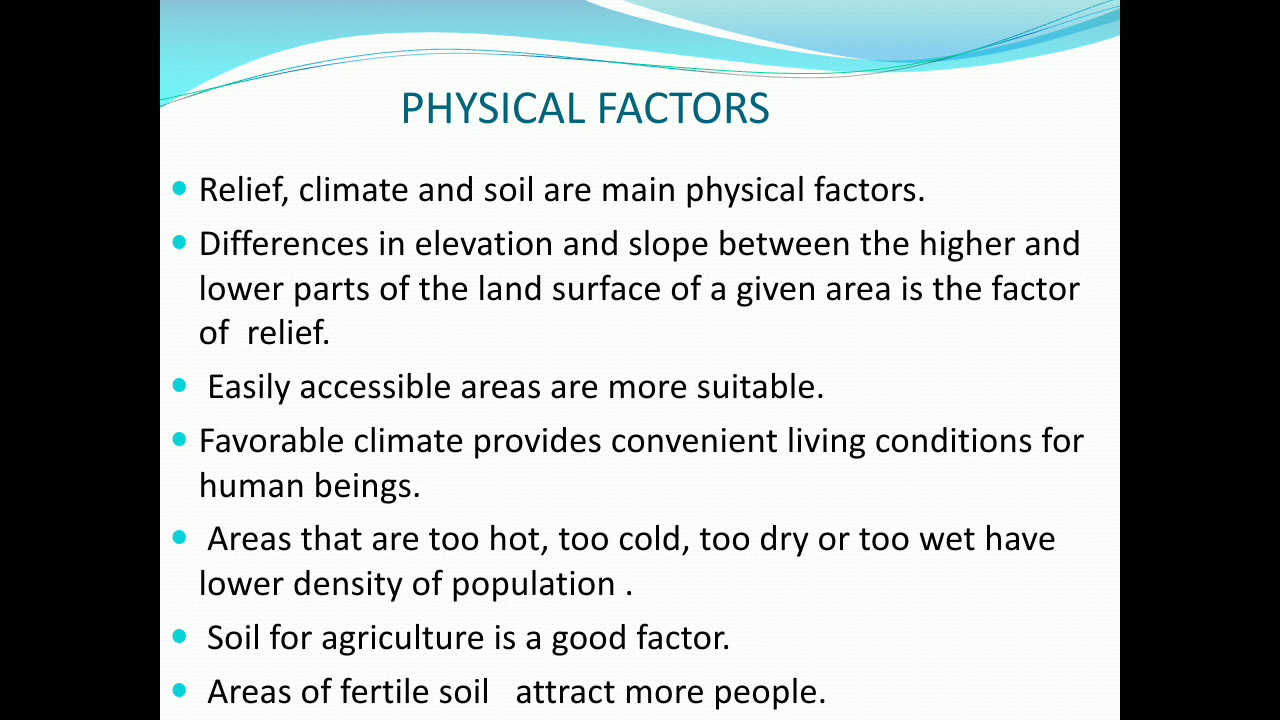 PHYSICAL FACTORS
Relief, climate and soil are main physical factors.
Differences in elevation and slope between the higher and
lower parts of the land surface of a given area is the factor
of  relief.
Easily accessible areas are more suitable.
Favorable climate provides convenient living conditions for
human beings.
Areas that are too hot, too cold, too dry or too wet have
lower density of population .
Soil for agriculture is a good factor.
Areas of fertile soil   attract more people.